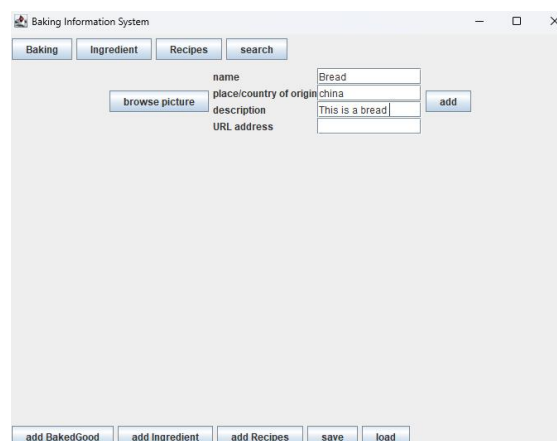 Baking Information System
Baking Ingredient Recipes search
name Bread
place/country of origin china
browse picture add
description This is a bread
URL address
add BakedGood add Ingredient add Recipes save load